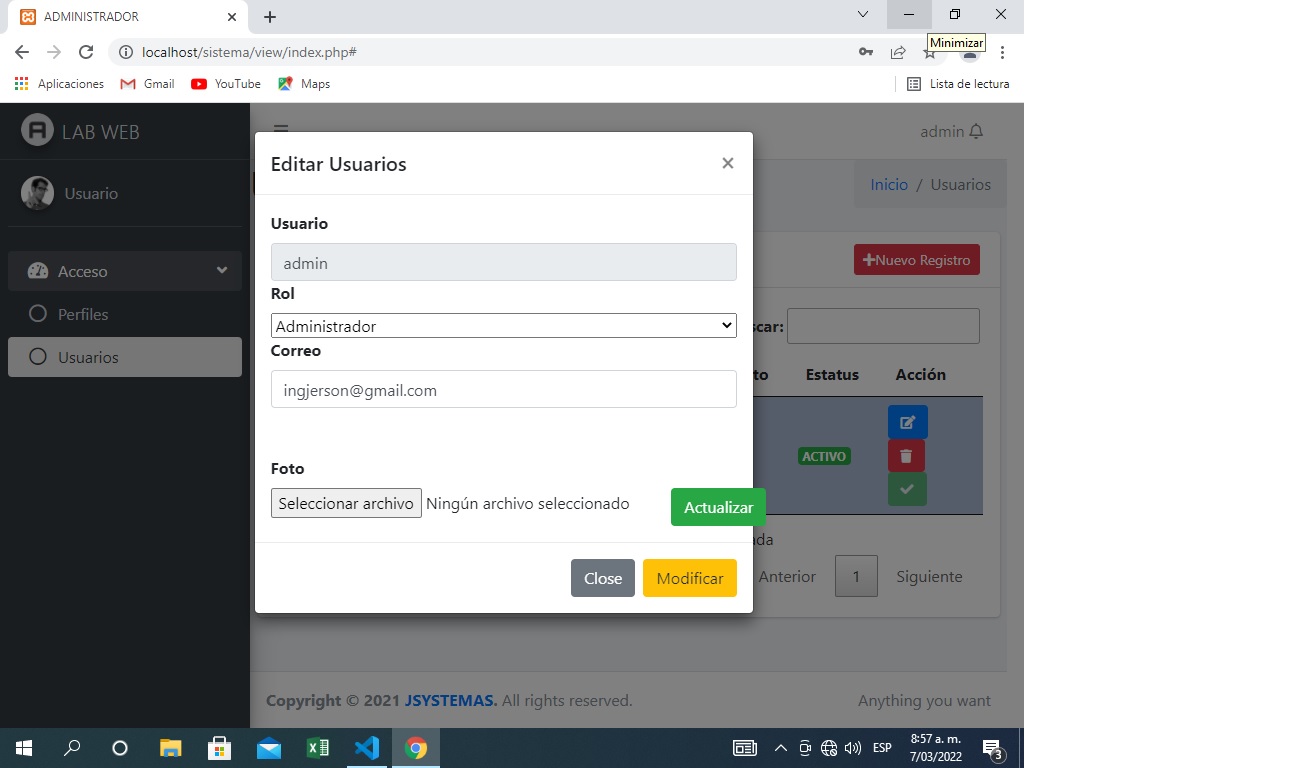 ADMINISTRADOR
localhost/sistema/view/index.php#
Minimizar
Aplicaciones Gmail YouTube Maps Lista de lectura
LAB WEB
admin
Usuario
Inicio / Usuarios
Acceso
Perfiles
Usuarios
Editar Usuarios
×
Usuario
admin
Rol
Administrador
Correo
ingjerson@gmail.com
Foto
Seleccionar archivo Ningún archivo seleccionado
Actualizar
Close Modificar
Nuevo Registro
scar:
to Estatus Acción
ACTIVO
ada
Anterior 1 Siguiente
Copyright © 2021 JSYSTEMAS. All rights reserved.
Anything you want
ESP
8:57 a. m.
7/03/2022
3